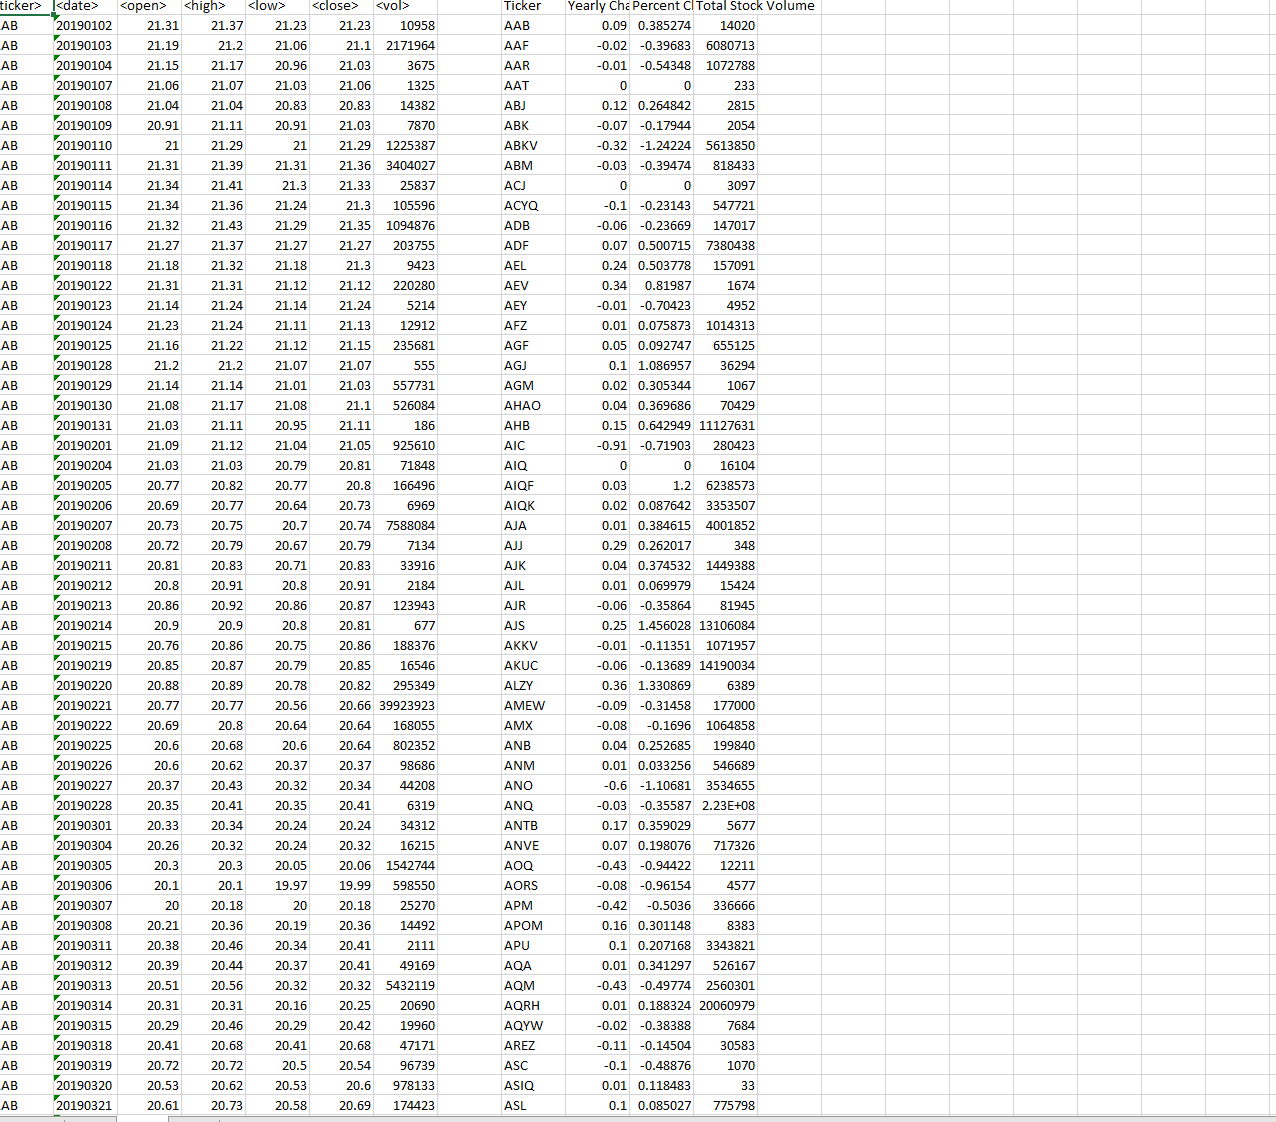 ticker> <date> <open> <high> <low> <close> <vol> Ticker Yearly Cha Percent C Total Stock Volume
AB 20190102 21.31 21.37 21.23 21.23 10958 AAB 0.09 0.385274 14020
AB 20190103 21.19 21.2 21.06 21.1 2171964 AAF -0.02 -0.39683 6080713
AB 20190104 21.15 21.17 20.96 21.03 3675 AAR -0.01 -0.54348 1072788
AB 20190107 21.06 21.07 21.03 21.06 1325 AAT 0 0 233
AB 20190108 21.04 21.04 20.83 20.83 14382 ABJ 0.12 0.264842 2815
AB 20190109 20.91 21.11 20.91 21.03 7870 ABK -0.07 -0.17944 2054
AB 20190110 21 21.29 21 21.29 1225387 ABKV -0.32 -1.24224 5613850
AB 20190111 21.31 21.39 21.31 21.36 3404027 ABM -0.03 -0.39474 818433
AB 20190114 21.34 21.41 21.3 21.33 25837 ACJ 0 0 3097
AB 20190115 21.34 21.36 21.24 21.3 105596 ACYQ -0.1 -0.23143 547721
AB 20190116 21.32 21.43 21.29 21.35 1094876 ADB -0.06 -0.23669 147017
AB 20190117 21.27 21.37 21.27 21.27 203755 ADF 0.07 0.500715 7380438
AB 20190118 21.18 21.32 21.18 21.3 9423 AEL 0.24 0.503778 157091
AB 20190122 21.31 21.31 21.12 21.12 220280 AEV 0.34 0.81987 1674
AB 20190123 21.14 21.24 21.14 21.24 5214 AEY -0.01 -0.70423 4952
AB 20190124 21.23 21.24 21.11 21.13 12912 AFZ 0.01 0.075873 1014313
AB 20190125 21.16 21.22 21.12 21.15 235681 AGF 0.05 0.092747 655125
AB 20190128 21.2 21.2 21.07 21.07 555 AGJ 0.1 1.086957 36294
AB 20190129 21.14 21.14 21.01 21.03 557731 AGM 0.02 0.305344 1067
AB 20190130 21.08 21.17 21.08 21.1 526084 AHAO 0.04 0.369686 70429
AB 20190131 21.03 21.11 20.95 21.11 186 AHB 0.15 0.642949 11127631
AB 20190201 21.09 21.12 21.04 21.05 925610 AIC -0.91 -0.71903 280423
AB 20190204 21.03 21.03 20.79 20.81 71848 AIQ 0 0 16104
AB 20190205 20.77 20.82 20.77 20.8 166496 AIQF 0.03 1.2 6238573
AB 20190206 20.69 20.77 20.64 20.73 6969 AIQK 0.02 0.087642 3353507
AB 20190207 20.73 20.75 20.7 20.74 7588084 AJA 0.01 0.384615 4001852
AB 20190208 20.72 20.79 20.67 20.79 7134 AJJ 0.29 0.262017 348
AB 20190211 20.81 20.83 20.71 20.83 33916 AJK 0.04 0.374532 1449388
AB 20190212 20.8 20.91 20.8 20.91 2184 AJL 0.01 0.069979 15424
AB 20190213 20.86 20.92 20.86 20.87 123943 AJR -0.06 -0.35864 81945
AB 20190214 20.9 20.9 20.8 20.81 677 AJS 0.25 1.456028 13106084
AB 20190215 20.76 20.86 20.75 20.86 188376 AKKV -0.01 -0.11351 1071957
AB 20190219 20.85 20.87 20.79 20.85 16546 AKUC -0.06 -0.13689 14190034
AB 20190220 20.88 20.89 20.78 20.82 295349 ALZY 0.36 1.330869 6389
AB 20190221 20.77 20.77 20.56 20.66 39923923 AMEW -0.09 -0.31458 177000
AB 20190222 20.69 20.8 20.64 20.64 168055 AMX -0.08 -0.1696 1064858
AB 20190225 20.6 20.68 20.6 20.64 802352 ANB 0.04 0.252685 199840
AB 20190226 20.6 20.62 20.37 20.37 98686 ANM 0.01 0.033256 546689
AB 20190227 20.37 20.43 20.32 20.34 44208 ANO -0.6 -1.10681 3534655
AB 20190228 20.35 20.41 20.35 20.41 6319 ANQ -0.03 -0.35587 2.23E+08
AB 20190301 20.33 20.34 20.24 20.24 34312 ANTB 0.17 0.359029 5677
AB 20190304 20.26 20.32 20.24 20.32 16215 ANVE 0.07 0.198076 717326
AB 20190305 20.3 20.3 20.05 20.06 1542744 AOQ -0.43 -0.94422 12211
AB 20190306 20.1 20.1 19.97 19.99 598550 AORS -0.08 -0.96154 4577
AB 20190307 20 20.18 20 20.18 25270 APM -0.42 -0.5036 336666
AB 20190308 20.21 20.36 20.19 20.36 14492 APOM 0.16 0.301148 8383
AB 20190311 20.38 20.46 20.34 20.41 2111 APU 0.1 0.207168 3343821
AB 20190312 20.39 20.44 20.37 20.41 49169 AQA 0.01 0.341297 526167
AB 20190313 20.51 20.56 20.32 20.32 5432119 AQM -0.43 -0.49774 2560301
AB 20190314 20.31 20.31 20.16 20.25 20690 AQRH 0.01 0.188324 20060979
AB 20190315 20.29 20.46 20.29 20.42 19960 AQYW -0.02 -0.38388 7684
AB 20190318 20.41 20.68 20.41 20.68 47171 AREZ -0.11 -0.14504 30583
AB 20190319 20.72 20.72 20.5 20.54 96739 ASC -0.1 -0.48876 1070
AB 20190320 20.53 20.62 20.53 20.6 978133 ASIQ 0.01 0.118483 33
AB 20190321 20.61 20.73 20.58 20.69 174423 ASL 0.1 0.085027 775798